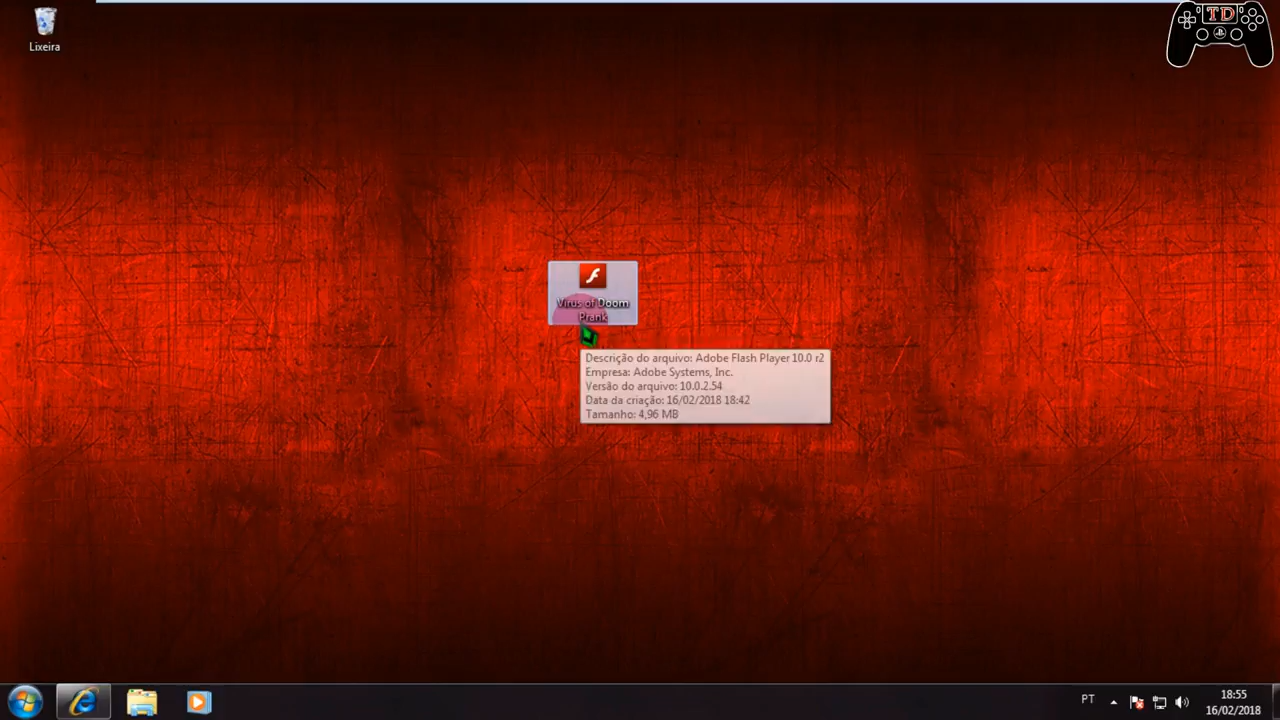 Lixeira
TD
Virus of Doom
Prank
Descrição do arquivo: Adobe Flash Player 10.0 r2
Empresa: Adobe Systems, Inc.
Versão do arquivo: 10.0.2.54
Data da criação: 16/02/2018 18:42
Tamanho: 4,96 MB
PT
18:55
16/02/2018